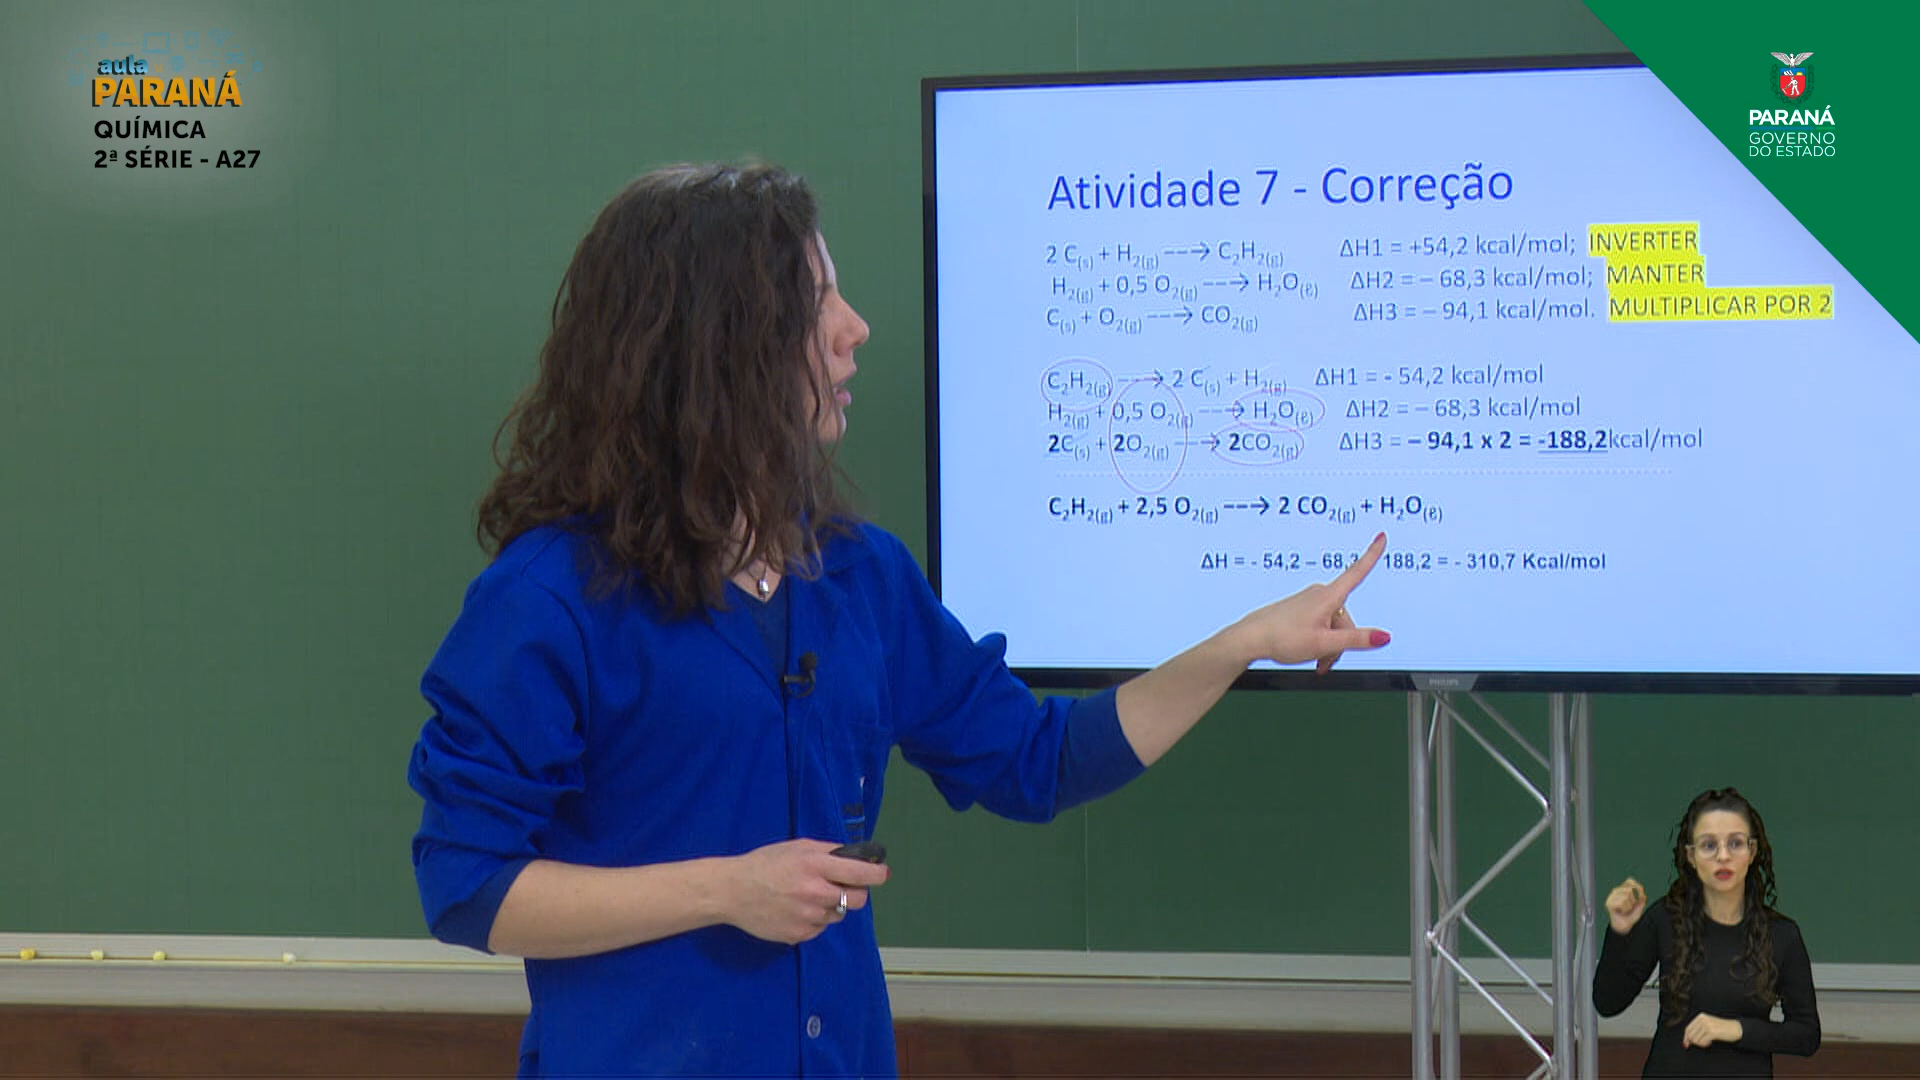 aula
PARANÁ
QUÍMICA
2ª SÉRIE - A27
PARANÁ
GOVERNO
DO ESTADO
Atividade 7 - Correção
2 C(s) + H2(g) ---→ C2H2(g) ΔH1 = +54,2 kcal/mol; INVERTER
H2(g) + 0,5 O2(g) ---→ H2O(ℓ) ΔH2 = – 68,3 kcal/mol; MANTER
C(s) + O2(g) ---→ CO2(g) ΔH3 = – 94,1 kcal/mol. MULTIPLICAR POR 2
C2H2(g) ---→ 2 C(s) + H2(g) ΔH1 = - 54,2 kcal/mol
H2(g) + 0,5 O2(g) ---→ H2O(ℓ) ΔH2 = – 68,3 kcal/mol
2C(s) + 2O2(g) ---→ 2CO2(g) ΔH3 = – 94,1 x 2 = -188,2kcal/mol
C2H2(g) + 2,5 O2(g) ---→ 2 CO2(g) + H2O(ℓ)
ΔH = - 54,2 – 68,3 188,2 = - 310,7 Kcal/mol
PHILIPS